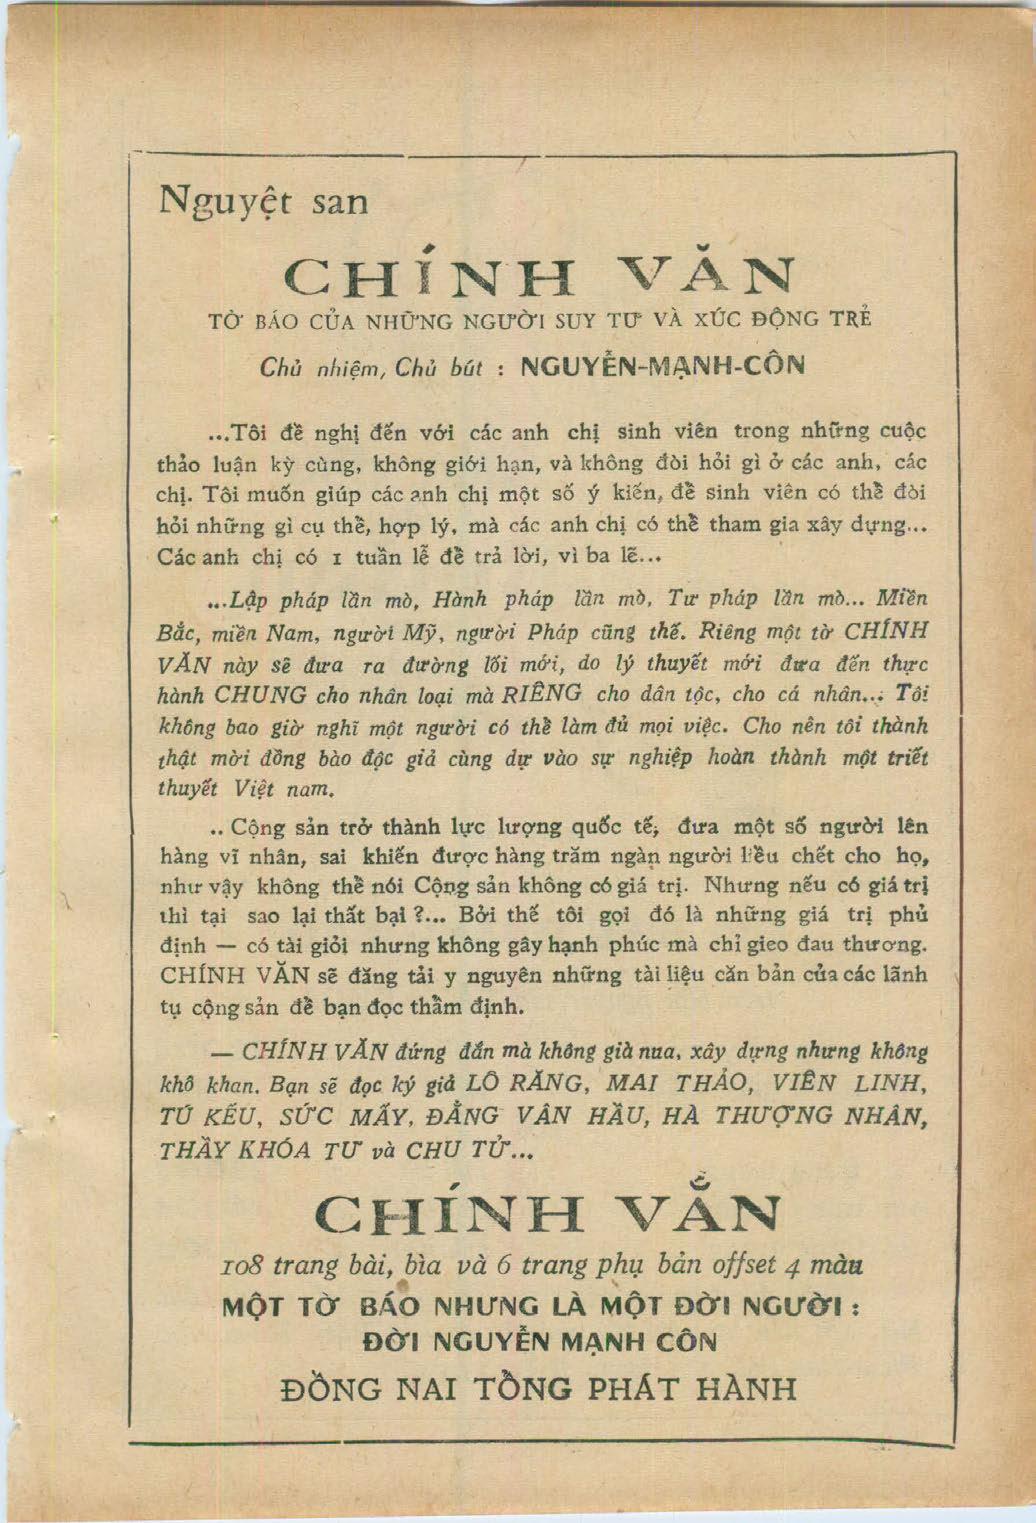 Nguyệt san
CHÍNH VĂN
TỜ BÁO CỦA NHỮNG NGƯỜI SUY TƯ VÀ XÚC ĐỘNG TRẺ
Chủ nhiệm, Chủ bút : NGUYỄN-MẠNH-CÔN
...Tôi đề nghị đến với các anh chị sinh viên trong những cuộc
thảo luận kỳ cùng, không giới hạn, và không đòi hỏi gì ở các anh, các
chị. Tôi muốn giúp các anh chị một số ý kiến, để sinh viên có thể đòi
hỏi những gì cụ thể, hợp lý, mà các anh chị có thể tham gia xây dựng...
Các anh chị có 1 tuần lễ để trả lời, vì ba lẽ...
...Lập pháp lần mò, Hành pháp lần mò, Tư pháp lần mò... Miền
Bắc, miền Nam, người Mỹ, người Pháp cũng thế. Riêng một tờ CHÍNH
VĂN này sẽ đưa ra đường lối mới, do lý thuyết mới đưa đến thực
hành CHUNG cho nhân loại mà RIÊNG cho dân tộc, cho cá nhân... Tôi
không bao giờ nghĩ một người có thể làm đủ mọi việc. Cho nên tôi thành
thật mời đồng bào độc giả cùng dự vào sự nghiệp hoàn thành một triết
thuyết Việt nam.
.. Cộng sản trở thành lực lượng quốc tế, đưa một số người lên
hàng vĩ nhân, sai khiến được hàng trăm ngàn người liều chết cho họ,
như vậy không thể nói Cộng sản không có giá trị. Nhưng nếu có giá trị
thì tại sao lại thất bại ?... Bởi thế tôi gọi đó là những giá trị phủ
định — có tài giỏi nhưng không gây hạnh phúc mà chỉ gieo đau thương.
CHÍNH VĂN sẽ đăng tải y nguyên những tài liệu căn bản của các lãnh
tụ cộng sản để bạn đọc thẩm định.
— CHÍNH VĂN đứng đắn mà không già nua, xây dựng nhưng không
khô khan. Bạn sẽ đọc ký giả LÔ RĂNG, MAI THẢO, VIÊN LINH,
TÚ KẾU, SỨC MẤY, ĐẰNG VÂN HẦU, HÀ THƯỢNG NHÂN,
THẦY KHÓA TƯ và CHU TỬ...
CHÍNH VĂN
108 trang bài, bìa và 6 trang phụ bản offset 4 màu
MỘT TỜ BÁO NHƯNG LÀ MỘT ĐỜI NGƯỜI :
ĐỜI NGUYỄN MẠNH CÔN
ĐỒNG NAI TỔNG PHÁT HÀNH